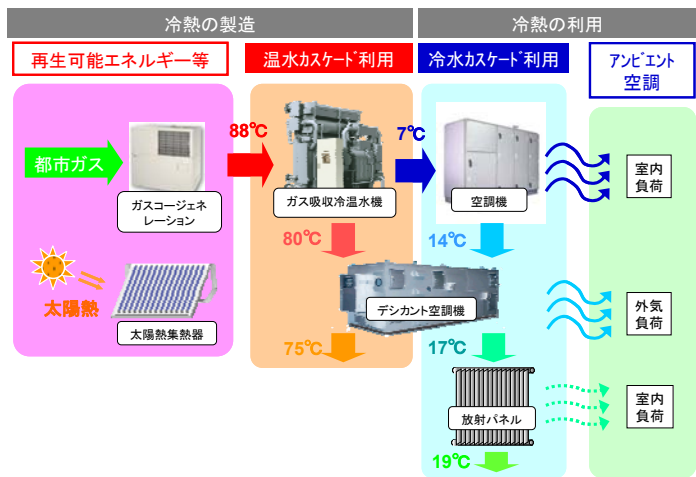 冷熱の製造
冷熱の利用
再生可能エネルギー等
温水ｶｽｹｰﾄﾞ利用
冷水ｶｽｹｰﾄﾞ利用
ｱﾝﾋﾞｴﾝﾄ
空調
88℃
7℃
都市ガス
ガスコージェネ
レーション
ガス吸収冷温水機
空調機
室内
負荷
80℃
14℃
太陽熱
太陽熱集熱器
デシカント空調機
外気
負荷
75℃
17℃
放射パネル
室内
負荷
19℃